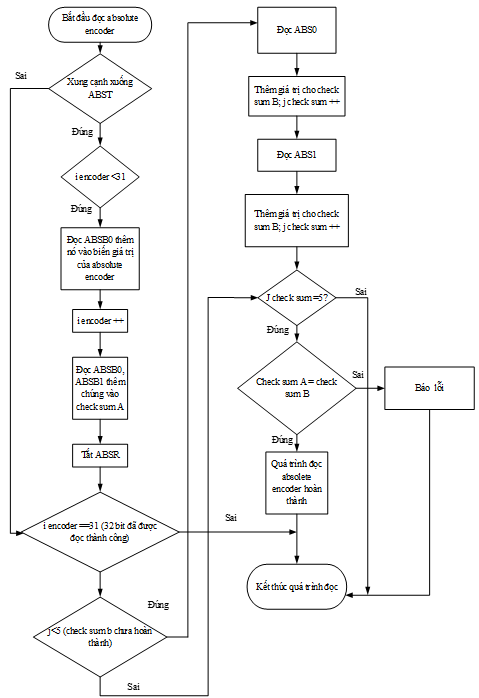 Bắt đầu đọc absolute
encoder
Sai
Xung cạnh xuống
ABST
Đúng
i encoder <31
Đúng
Đọc ABSB0 thêm
nó vào biến giá trị
của absolute
encoder
i encoder ++
Đọc ABSB0,
ABSB1 thêm
chúng vào
check sum A
Tắt ABSR
i encoder ==31 (32 bit đã được
đọc thành công)
Sai
Đúng
j<5 (check sum b chưa hoàn
thành)
Sai
Đọc ABS0
Thêm giá trị cho check
sum B; j check sum ++
Đọc ABS1
Thêm giá trị cho check
sum B; j check sum ++
J check sum =5?
Sai
Đúng
Check sum A = check
sum B
Sai
Báo lỗi
Đúng
Quá trình đọc
absolete
encoder hoàn
thành
Kết thúc quá trình đọc